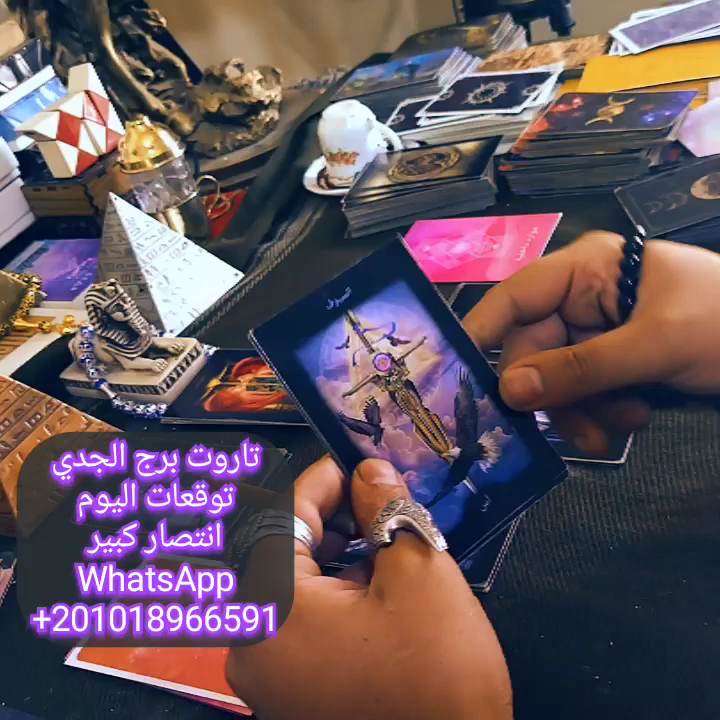 تاروت برج الجدي
توقعات اليوم
انتصار كبير
WhatsApp
+201018966591